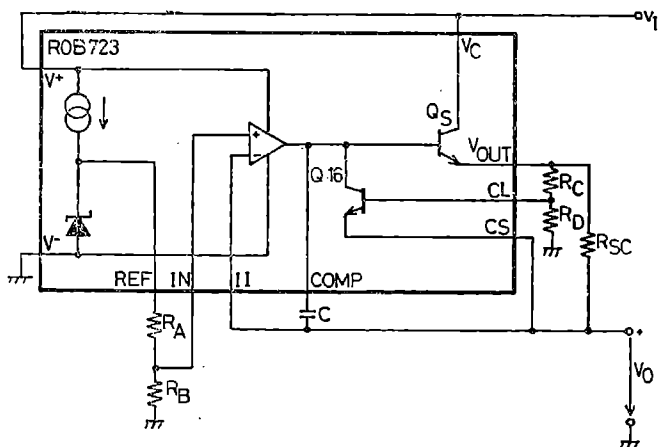 V1
ROB723
V+
VC
QS
VOUT
Q16
CL
RC
RD
CS
RSC
V-
REF IN II COMP
RA
C
+
VO
RB